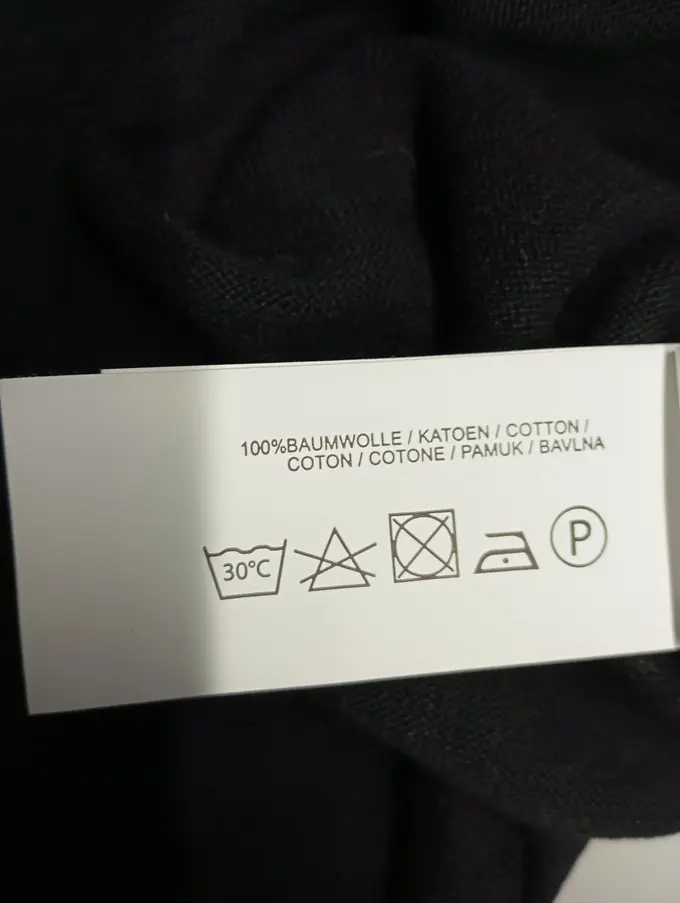 100%BAUMWOLLE / KATOEN / COTTON /
COTON / COTONE / PAMUK / BAVLNA
30°C P